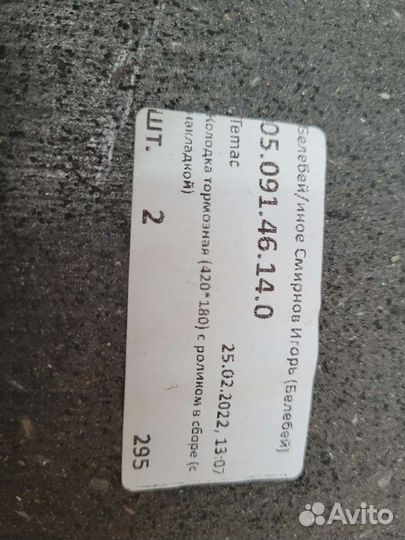 Белебей/иное Смирнов Игорь (Белебей)
05.091.46.14.0
Temac 25.02.2022, 13:07
Колодка тормозная (420*180) с роликом в сборе (с
накладкой)
шт. 2 295
Avito